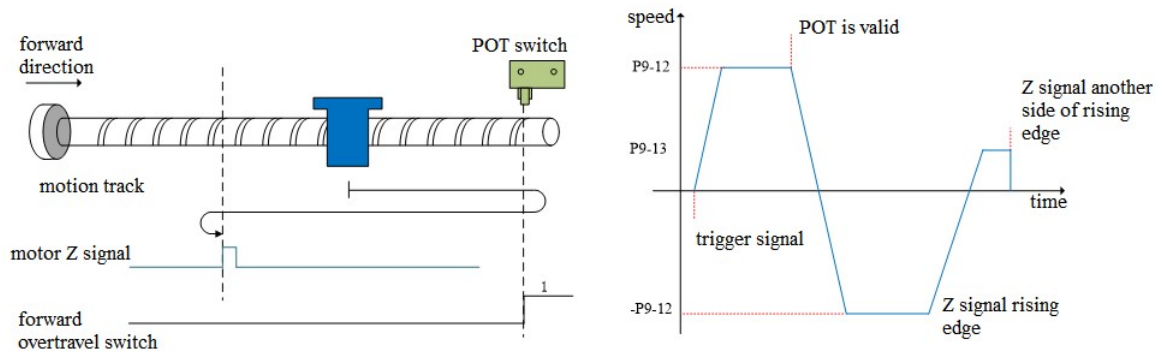 forward
direction
POT switch
motion track
motor Z signal
1
forward
overtravel switch
speed
POT is valid
P9-12
Z signal another
side of rising
edge
P9-13
time
trigger signal
-P9-12
Z signal rising
edge